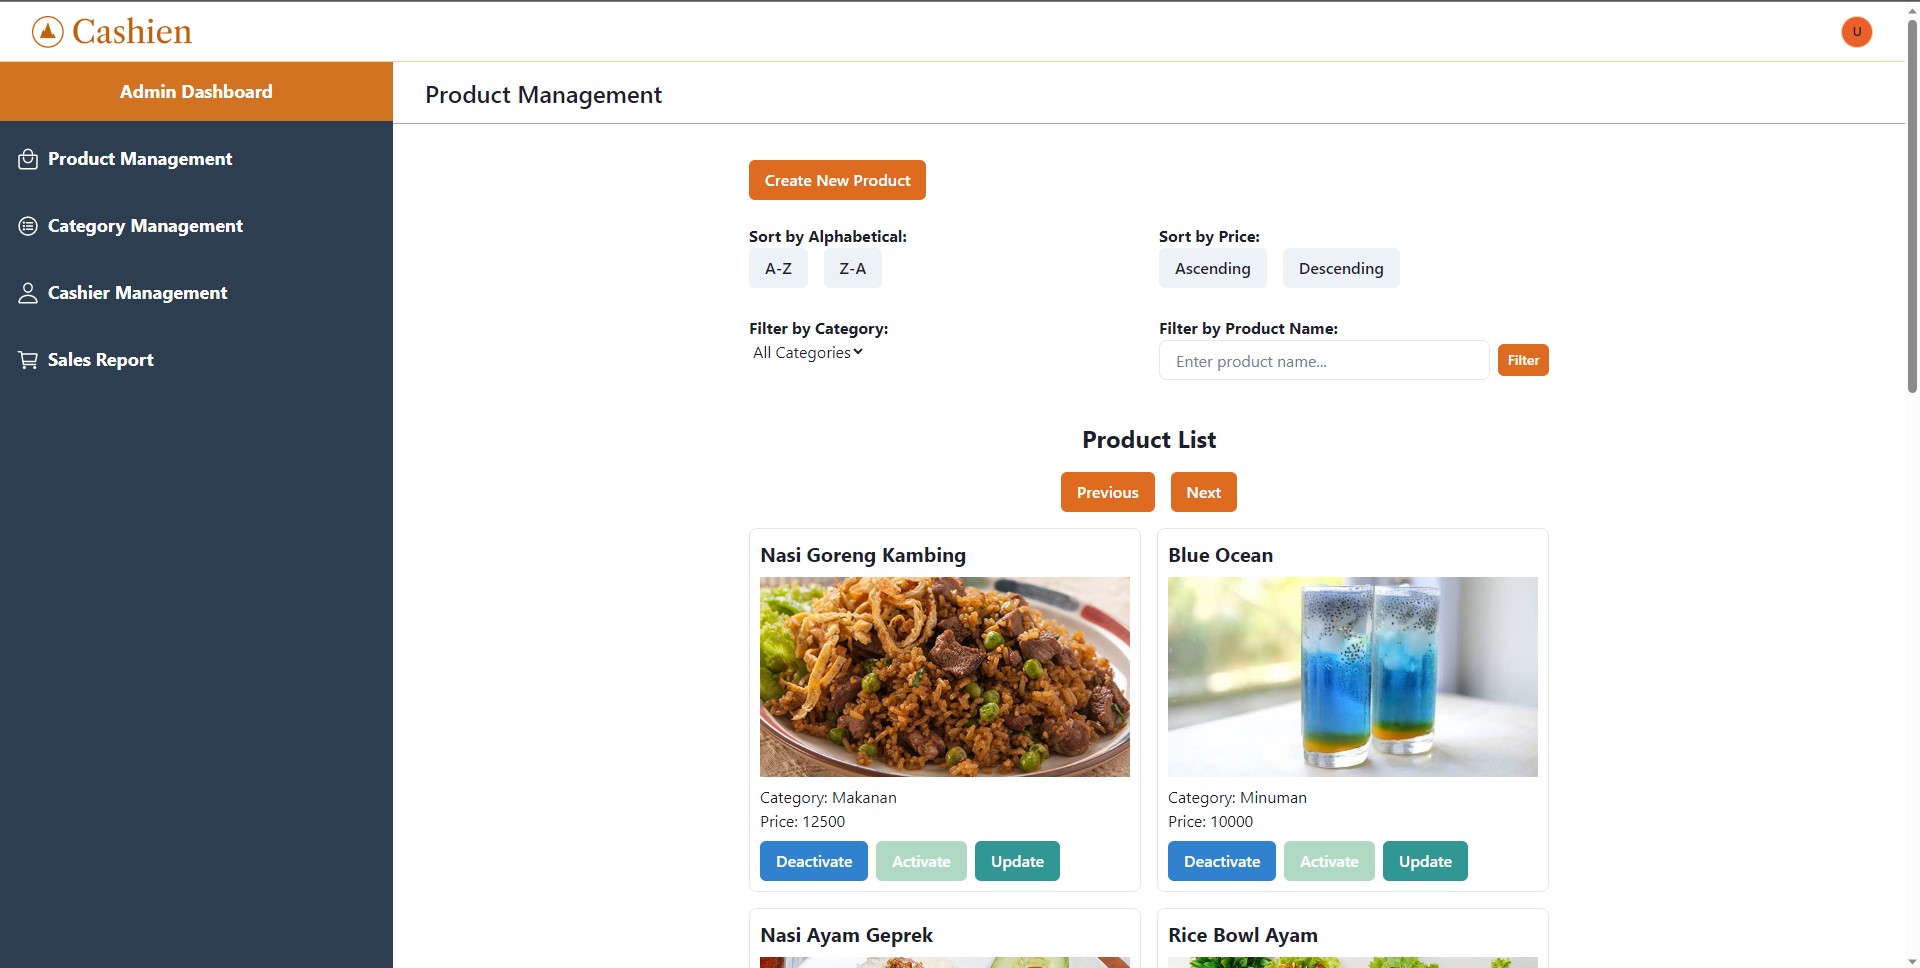 Cashien
U
Admin Dashboard
Product Management
Category Management
Cashier Management
Sales Report
Product Management
Create New Product
Sort by Alphabetical:
A-Z Z-A
Sort by Price:
Ascending Descending
Filter by Category:
All Categories
Filter by Product Name:
Enter product name...
Filter
Product List
Previous Next
Nasi Goreng Kambing
Category: Makanan
Price: 12500
Deactivate Activate Update
Blue Ocean
Category: Minuman
Price: 10000
Deactivate Activate Update
Nasi Ayam Geprek
Rice Bowl Ayam